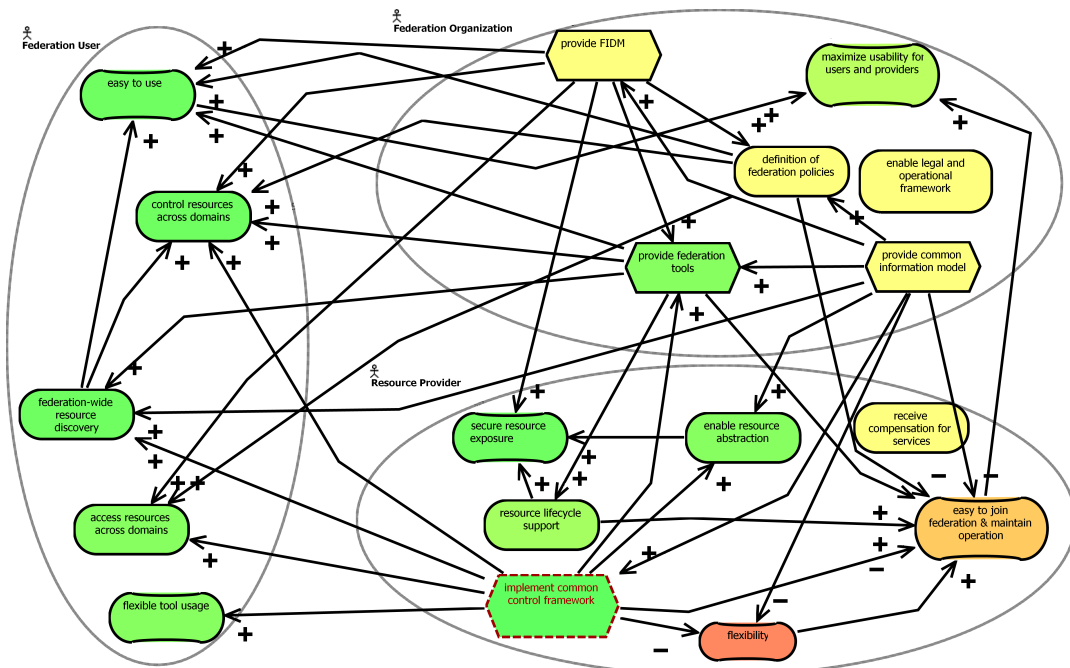 Federation User
Federation Organization
provide FIDM
easy to use
maximize usability for
users and providers
definition of
federation policies
enable legal and
operational framework
control resources
across domains
provide federation
tools
provide common
information model
Resource Provider
federation-wide
resource
discovery
secure resource
exposure
enable resource
abstraction
receive
compensation for
services
access resources
across domains
resource lifecycle
support
easy to join
federation & maintain
operation
flexible tool usage
implement common
control framework
flexibility